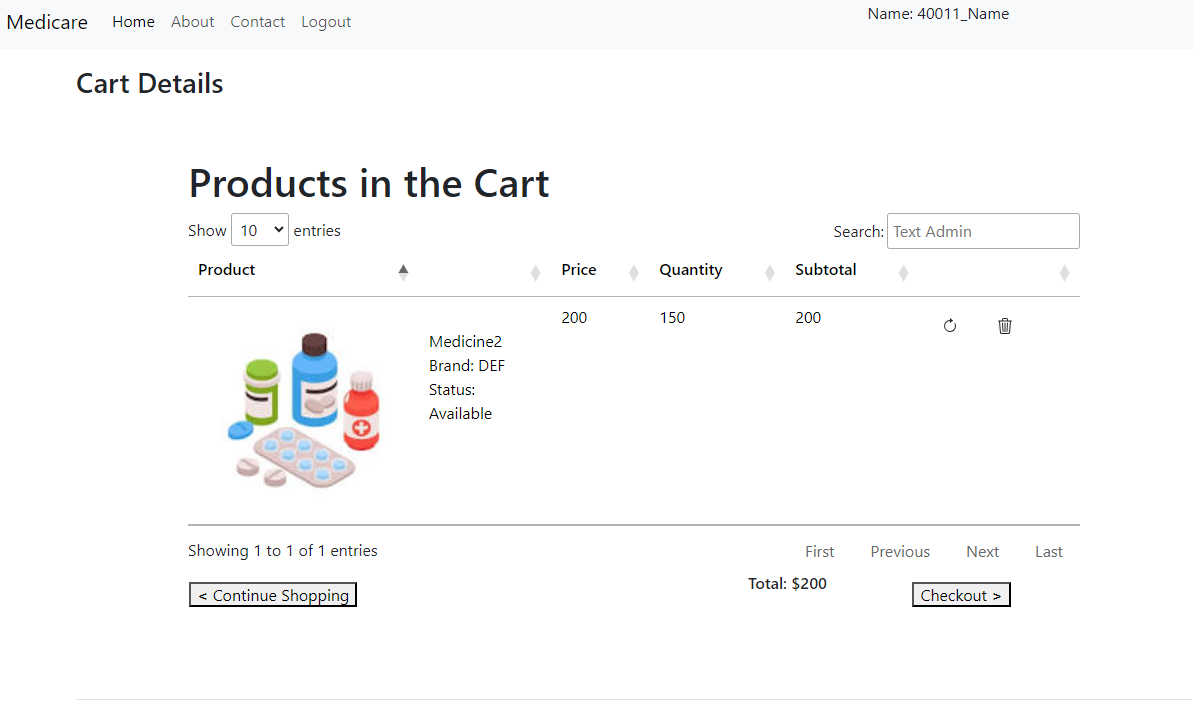 Medicare Home About Contact Logout Name: 40011_Name
Cart Details
Products in the Cart
Show 10 entries Search: Text Admin
Product Price Quantity Subtotal
200 150 200
Medicine2
Brand: DEF
Status:
Available
Showing 1 to 1 of 1 entries First Previous Next Last
Total: $200
< Continue Shopping Checkout >